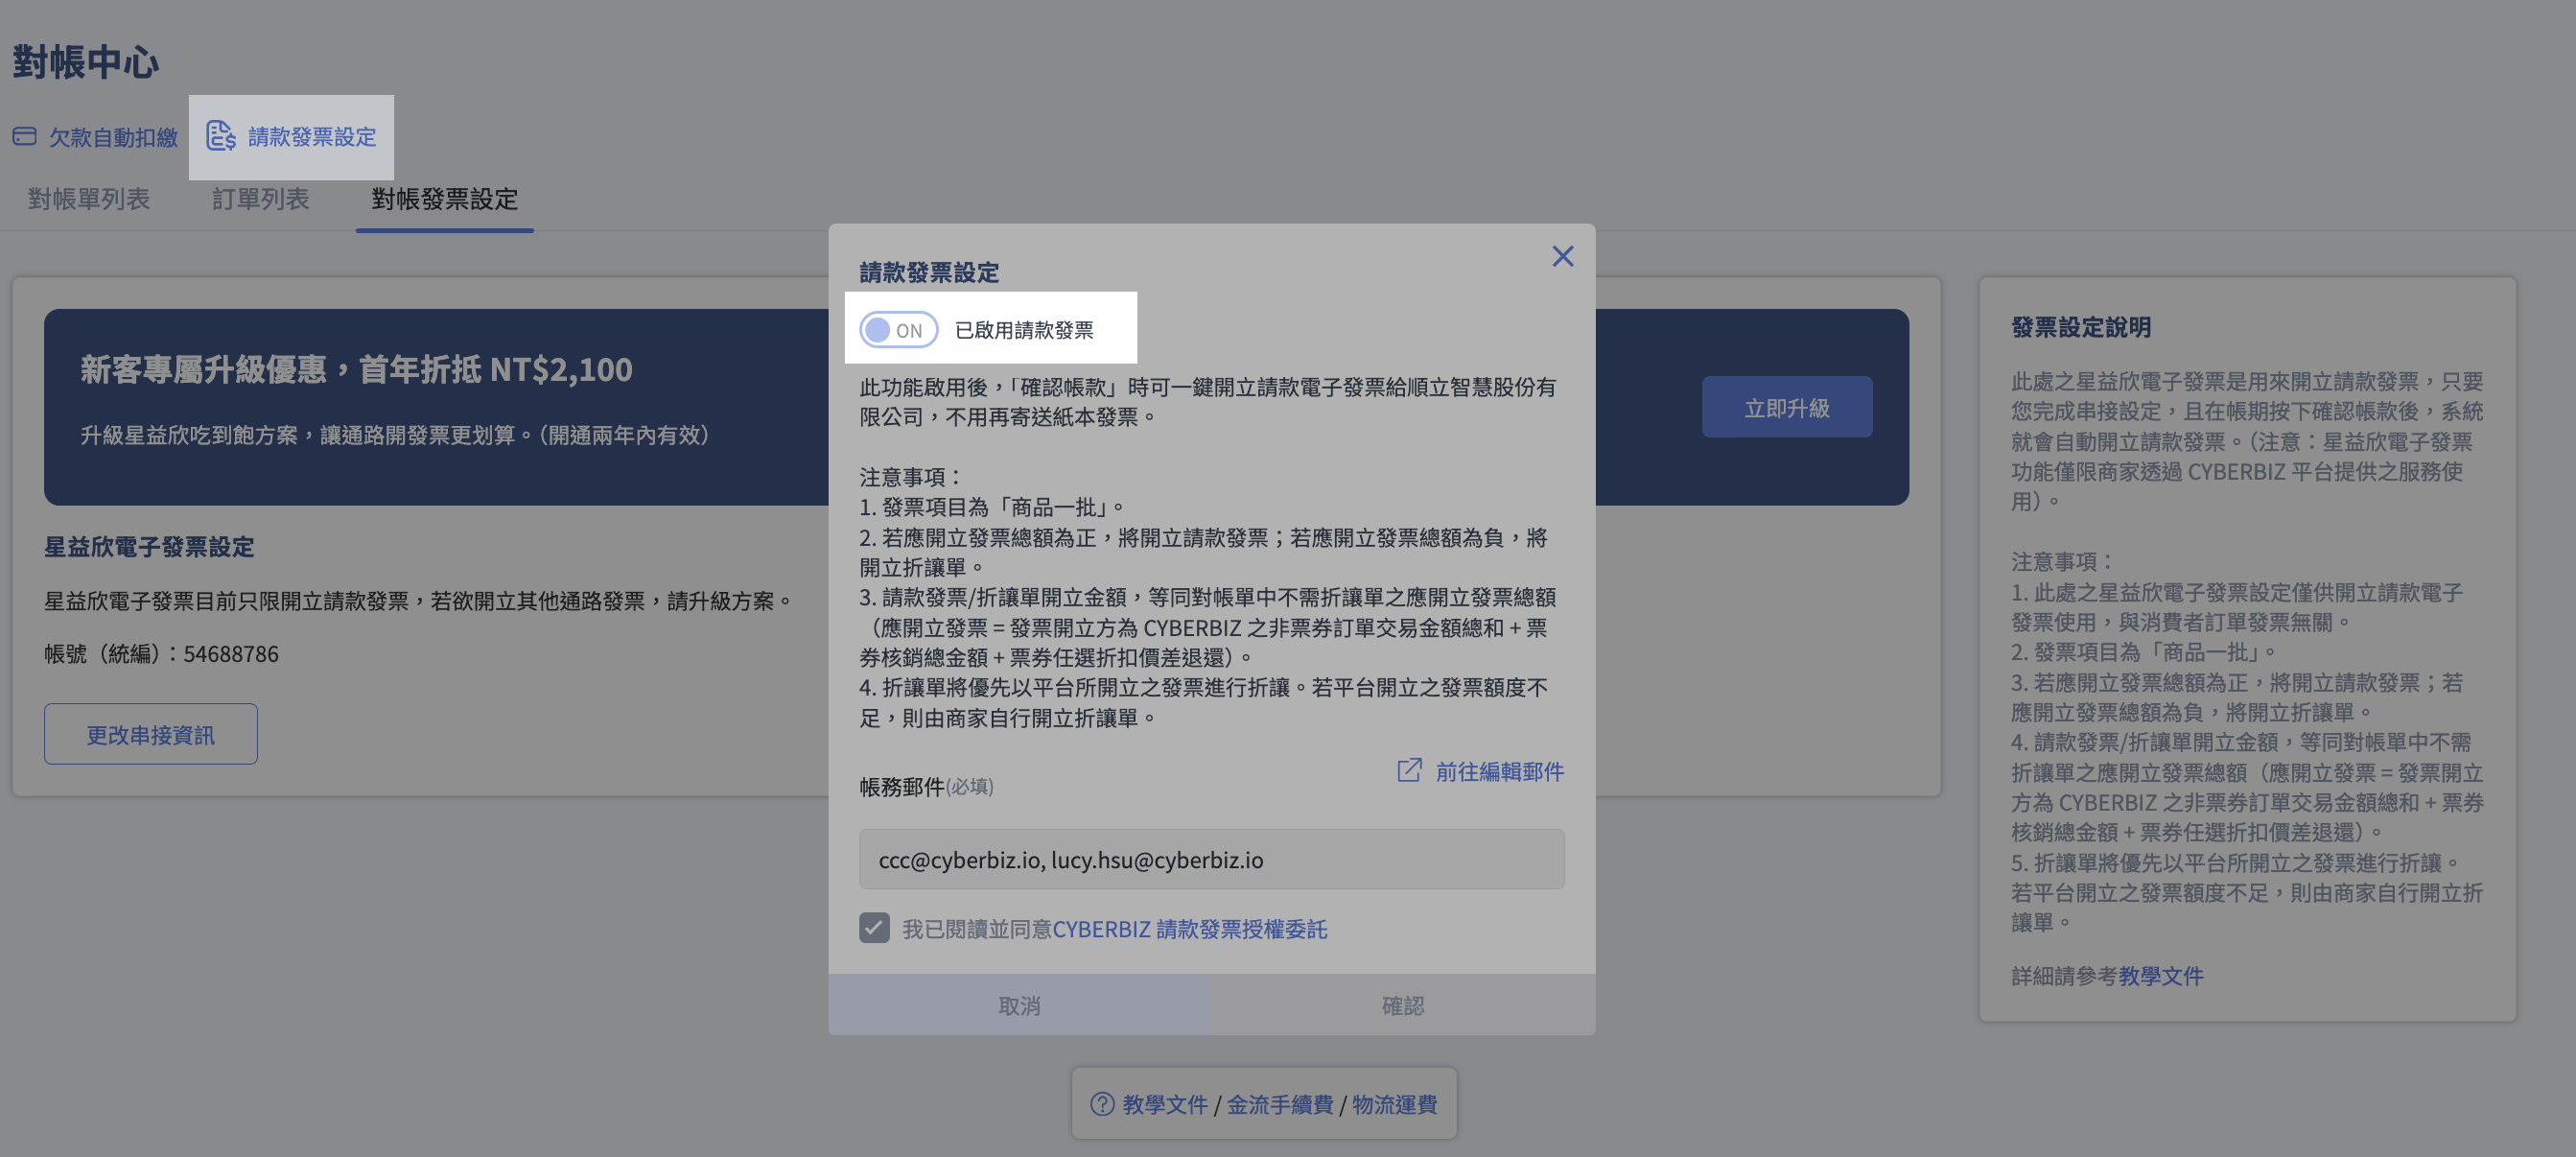 對帳中心
欠款自動扣繳
請款發票設定
對帳單列表
訂單列表
對帳發票設定
新客專屬升級優惠，首年折抵 NT$2,100
升級星益欣吃到飽方案，讓通路開發票更划算。（開通兩年內有效）
立即升級
星益欣電子發票設定
星益欣電子發票目前只限開立請款發票，若欲開立其他通路發票，請升級方案。
帳號（統編）：54688786
更改串接資訊
請款發票設定
ON
已啟用請款發票
此功能啟用後，「確認帳款」時可一鍵開立請款電子發票給順立智慧股份有
限公司，不用再寄送紙本發票。
注意事項：
1. 發票項目為「商品一批」。
2. 若應開立發票總額為正，將開立請款發票；若應開立發票總額為負，將
開立折讓單。
3. 請款發票/折讓單開立金額，等同對帳單中不需折讓單之應開立發票總額
（應開立發票 = 發票開立方為 CYBERBIZ 之非票券訂單交易金額總和 + 票
券核銷總金額 + 票券任選折扣價差退還）。
4. 折讓單將優先以平台所開立之發票進行折讓。若平台開立之發票額度不
足，則由商家自行開立折讓單。
帳務郵件(必填)
前往編輯郵件
ccc@cyberbiz.io, lucy.hsu@cyberbiz.io
我已閱讀並同意CYBERBIZ 請款發票授權委託
取消
確認
發票設定說明
此處之星益欣電子發票是用來開立請款發票，只要
您完成串接設定，且在帳期按下確認帳款後，系統
就會自動開立請款發票。（注意：星益欣電子發票
功能僅限商家透過 CYBERBIZ 平台提供之服務使
用）。
注意事項：
1. 此處之星益欣電子發票設定僅供開立請款電子
發票使用，與消費者訂單發票無關。
2. 發票項目為「商品一批」。
3. 若應開立發票總額為正，將開立請款發票；若
應開立發票總額為負，將開立折讓單。
4. 請款發票/折讓單開立金額，等同對帳單中不需
折讓單之應開立發票總額（應開立發票 = 發票開立
方為 CYBERBIZ 之非票券訂單交易金額總和 + 票券
核銷總金額 + 票券任選折扣價差退還）。
5. 折讓單將優先以平台所開立之發票進行折讓。
若平台開立之發票額度不足，則由商家自行開立折
讓單。
詳細請參考教學文件
教學文件 / 金流手續費 / 物流運費